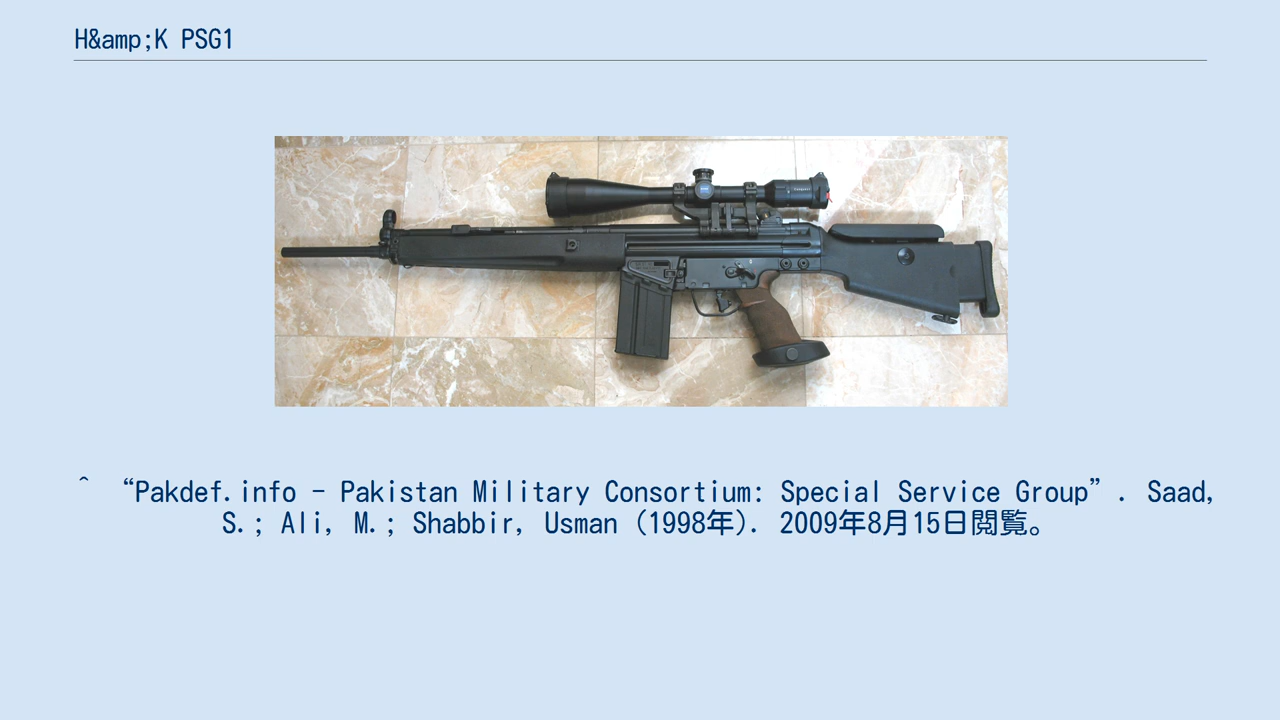 H&amp;K PSG1
^ “Pakdef.info - Pakistan Military Consortium: Special Service Group”. Saad,
S.; Ali, M.; Shabbir, Usman (1998年). 2009年8月15日閲覧。